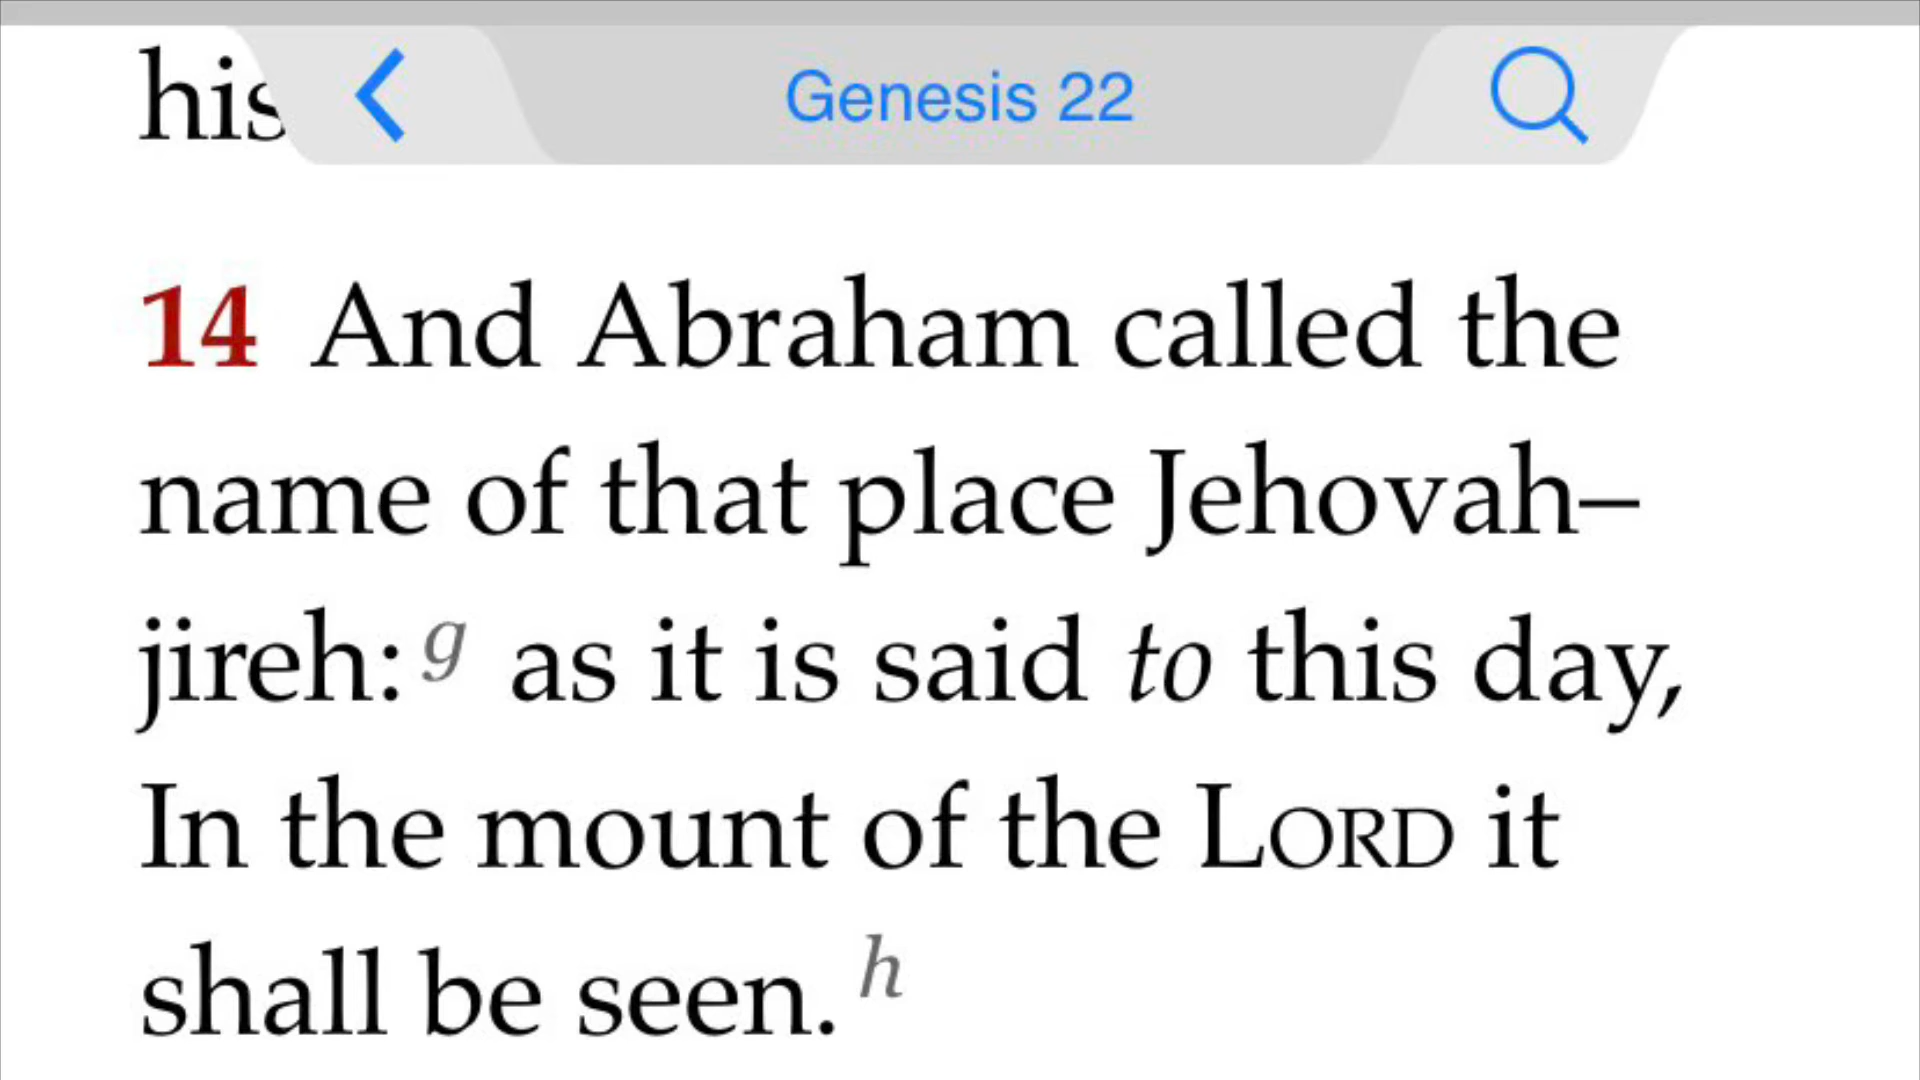 his
Genesis 22
14 And Abraham called the
name of that place Jehovah–
jireh:g as it is said to this day,
In the mount of the LORD it
shall be seen.h